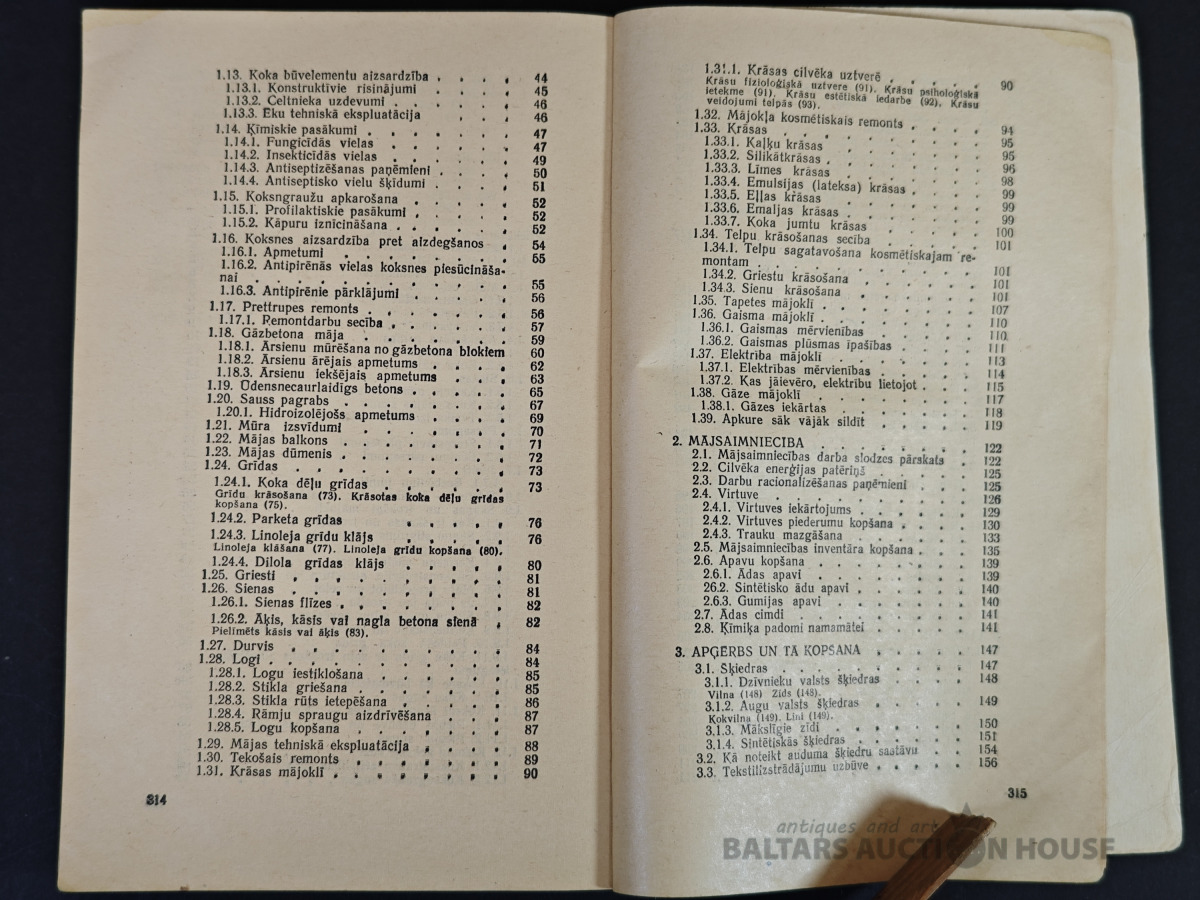 1.13. Koka būvelementu aizsardzība . . . . 44
1.13.1. Konstruktīvie risinājumi . . . . 45
1.13.2. Celtnieka uzdevumi . . . . . 46
1.13.3. Ēku tehniskā ekspluatācija . . . 46
1.14. Ķīmiskie pasākumi . . . . . . 47
1.14.1. Fungicīdās vielas . . . . . 47
1.14.2. Insekticīdās vielas . . . . . 49
1.14.3. Antiseptizēšanas paņēmieni . . . . 50
1.14.4. Antiseptisko vielu šķīdumi . . . . 51
1.15. Koksngraužu apkarošana . . . . . 52
1.15.1. Profilaktiskie pasākumi . . . . 52
1.15.2. Kāpuru iznīcināšana . . . . . 52
1.16. Koksnes aizsardzība pret aizdegšanos . . 54
1.16.1. Apmetumi . . . . . . 55
1.16.2. Antipirēnās vielas koksnes piesūcināša-
nai . . . . . . . . . 55
1.16.3. Antipirēnie pārklājumi . . . . 56
1.17. Prettrupes remonts . . . . . . 56
1.17.1. Remontdarbu secība . . . . . 57
1.18. Gāzbetona māja . . . . . . 59
1.18.1. Ārsienu mūrēšana no gāzbetona blokiem 60
1.18.2. Ārsienu ārējais apmetums . . . . 62
1.18.3. Ārsienu iekšējais apmetums . . . 63
1.19. Ūdensnecaurlaidīgs betons . . . . . 65
1.20. Sauss pagrabs . . . . . . . 67
1.20.1. Hidroizolējošs apmetums . . . . 69
1.21. Mūra izsvīdumi . . . . . . 70
1.22. Mājas balkons . . . . . . . 71
1.23. Mājas dūmenis . . . . . . . 72
1.24. Grīdas . . . . . . . . 73
1.24.1. Koka dēļu grīdas . . . . . 73
Grīdu krāsošana (73). Krāsotas koka dēļu grīdas
kopšana (75).
1.24.2. Parketa grīdas . . . . . 76
1.24.3. Linoleja grīdu klājs . . . . . 76
Linoleja klāšana (77). Linoleja grīdu kopšana (80).
1.24.4. Dilola grīdas klājs . . . . . 80
1.25. Griesti . . . . . . . . 81
1.26. Sienas . . . . . . . . 81
1.26.1. Sienas flīzes . . . . . . 82
1.26.2. Āķis, kāsis vai nagla betona sienā . 82
Pielīmēts kāsis vai āķis (83).
1.27. Durvis . . . . . . . . 84
1.28. Logi . . . . . . . . 84
1.28.1. Logu iestiklošana . . . . . 85
1.28.2. Stikla griešana . . . . . 85
1.28.3. Stikla rūts ietepēšana . . . . 86
1.28.4. Rāmju spraugu aizdrīvēšana . . . 87
1.28.5. Logu kopšana . . . . . . 87
1.29. Mājas tehniskā ekspluatācija . . . . 88
1.30. Tekošais remonts . . . . . . 89
1.31. Krāsas mājoklī . . . . . . . 90
314
1.31.1. Krāsas cilvēka uztverē . . . . . 90
Krāsu fizioloģiskā uztvere (91). Krāsu psiholoģiskā
ietekme (91). Krāsu estētiskā iedarbe (92). Krāsu
veidojumi telpās (93).
1.32. Mājokļa kosmētiskais remonts . . . . 94
1.33. Krāsas . . . . . . . . 95
1.33.1. Kaļķu krāsas . . . . . . 95
1.33.2. Silikātkrāsas . . . . . . 96
1.33.3. Līmes krāsas . . . . . . 98
1.33.4. Emulsijas (lateksa) krāsas . . . . 99
1.33.5. Eļļas krāsas . . . . . . 99
1.33.6. Emaljas krāsas . . . . . 99
1.33.7. Koka jumtu krāsas . . . . . 100
1.34. Telpu krāsošanas secība . . . . . 101
1.34.1. Telpu sagatavošana kosmētiskajam re-
montam . . . . . . . . 101
1.34.2. Griestu krāsošana . . . . . 101
1.34.3. Sienu krāsošana . . . . . 101
1.35. Tapetes mājoklī . . . . . . 107
1.36. Gaisma mājoklī . . . . . . 110
1.36.1. Gaismas mērvienības . . . . . 110
1.36.2. Gaismas plūsmas īpašības . . . . 111
1.37. Elektrība mājoklī . . . . . . 113
1.37.1. Elektrības mērvienības . . . . 114
1.37.2. Kas jāievēro, elektrību lietojot . . . 115
1.38. Gāze mājoklī . . . . . . . 117
1.38.1. Gāzes iekārtas . . . . . 118
1.39. Apkure sāk vājāk sildīt . . . . . 119
2. MĀJSAIMNIECĪBA . . . . . . . 122
2.1. Mājsaimniecības darba slodzes pārskats . 122
2.2. Cilvēka enerģijas patēriņš . . . . . 125
2.3. Darbu racionalizēšanas paņēmieni . . . 125
2.4. Virtuve . . . . . . . . 126
2.4.1. Virtuves iekārtojums . . . . . 129
2.4.2. Virtuves piederumu kopšana . . . 130
2.4.3. Trauku mazgāšana . . . . . 133
2.5. Mājsaimniecības inventāra kopšana . . . 135
2.6. Apavu kopšana . . . . . . . 139
2.6.1. Ādas apavi . . . . . . 139
26.2. Sintētisko ādu apavi . . . . . 140
2.6.3. Gumijas apavi . . . . . . 140
2.7. Ādas cimdi . . . . . . . 141
2.8. Ķīmiķa padomi namamātei . . . . . 141
3. APĢĒRBS UN TĀ KOPŠANA . . . . . 147
3.1. Šķiedras . . . . . . . . 147
3.1.1. Dzīvnieku valsts šķiedras . . . . 148
Vilna (148) Zīds (148).
3.1.2. Augu valsts šķiedras . . . . . 149
Kokvilna (149). Lini (149).
3.1.3. Mākslīgie zīdi . . . . . . 150
3.1.4. Sintētiskās šķiedras . . . . . 151
3.2. Kā noteikt auduma šķiedru sastāvu . . 154
3.3. Tekstilizstrādājumu uzbūve . . . . . 156
315
antiques and art
BALTARS AUCTION HOUSE